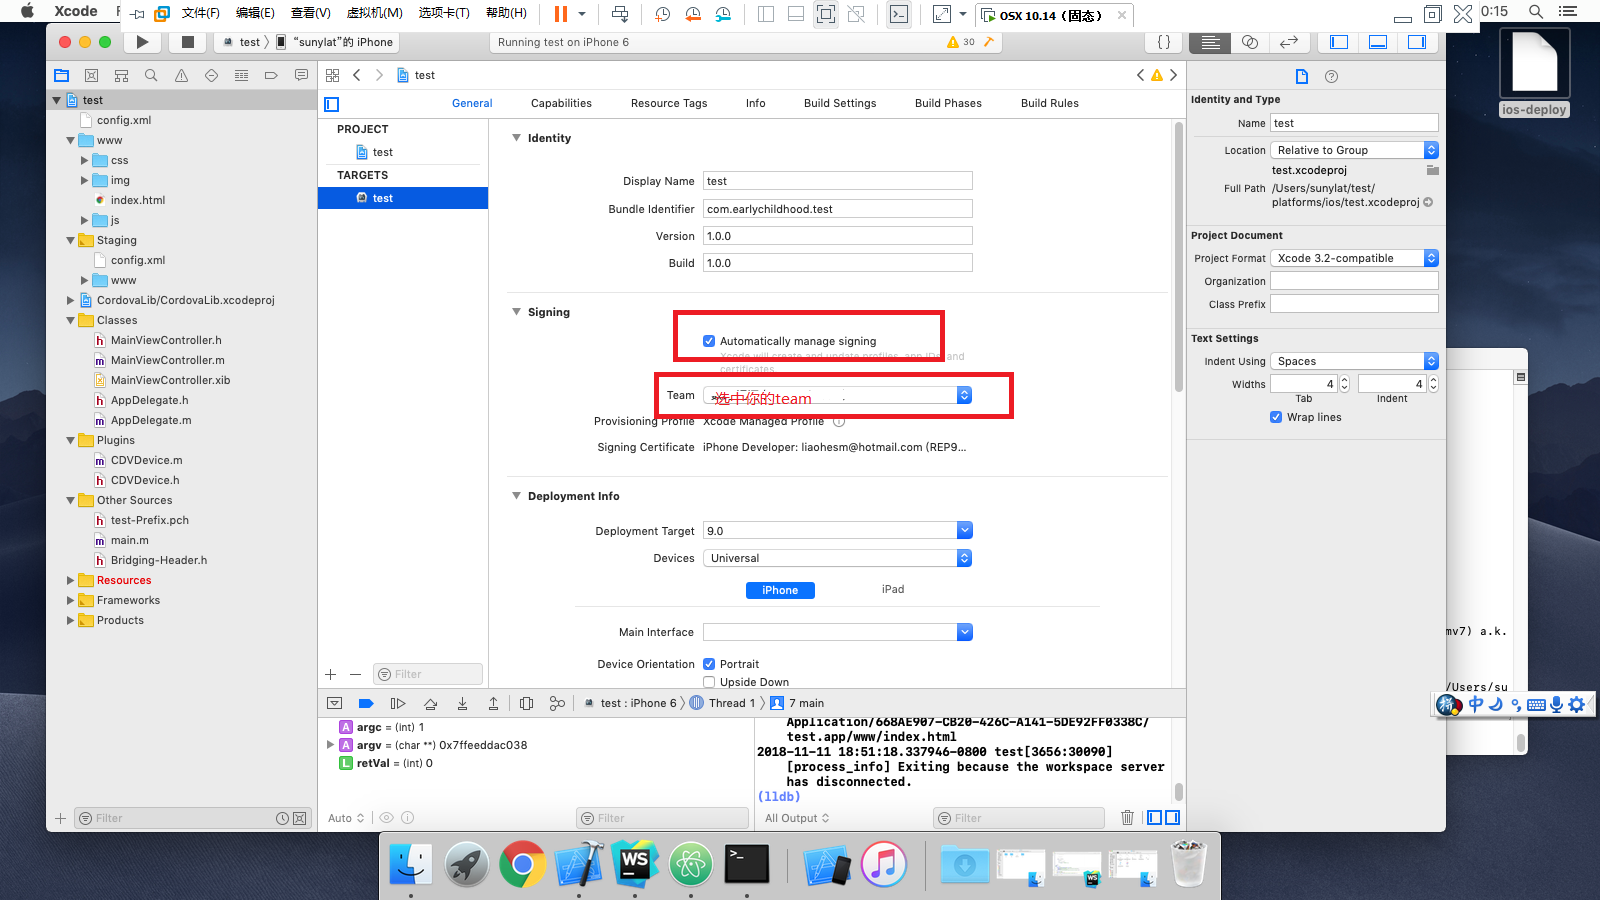 Xcode
文件(F)
编辑(E)
查看(V)
虚拟机(M)
选项卡(T)
帮助(H)
OSX 10.14（固态）
0:15
test
"sunylat"的 iPhone
Running test on iPhone 6
30
ios-deploy
test
General
Capabilities
Resource Tags
Info
Build Settings
Build Phases
Build Rules
test
config.xml
www
css
img
index.html
js
Staging
config.xml
www
CordovaLib/CordovaLib.xcodeproj
Classes
MainViewController.h
MainViewController.m
MainViewController.xib
AppDelegate.h
AppDelegate.m
Plugins
CDVDevice.m
CDVDevice.h
Other Sources
test-Prefix.pch
main.m
Bridging-Header.h
Resources
Frameworks
Products
Filter
PROJECT
test
TARGETS
test
Filter
Identity
Display Name test
Bundle Identifier com.earlychildhood.test
Version 1.0.0
Build 1.0.0
Signing
Automatically manage signing
Xcode will create and update profiles, app IDs, and
certificates.
Team
选中你的team
Provisioning Profile Xcode Managed Profile
Signing Certificate iPhone Developer: liaohesm@hotmail.com (REP9...
Deployment Info
Deployment Target 9.0
Devices Universal
iPhone
iPad
Main Interface
Device Orientation Portrait
Upside Down
Identity and Type
Name test
Location Relative to Group
test.xcodeproj
Full Path /Users/sunylat/test/
platforms/ios/test.xcodeproj
Project Document
Project Format Xcode 3.2-compatible
Organization
Class Prefix
Text Settings
Indent Using Spaces
Widths 4 4
Tab Indent
Wrap lines
test : iPhone 6
Thread 1
7 main
argc = (int) 1
argv = (char **) 0x7ffeeddac038
retVal = (int) 0
Auto
Filter
Application/668AE907-CB20-426C-A141-5DE92FF0338C/
test.app/www/index.html
2018-11-11 18:51:18.337946-0800 test[3656:30090]
[process_info] Exiting because the workspace server
has disconnected.
(lldb)
All Output
Filter
mv7) a.k.
/Users/su
拼
中
WS